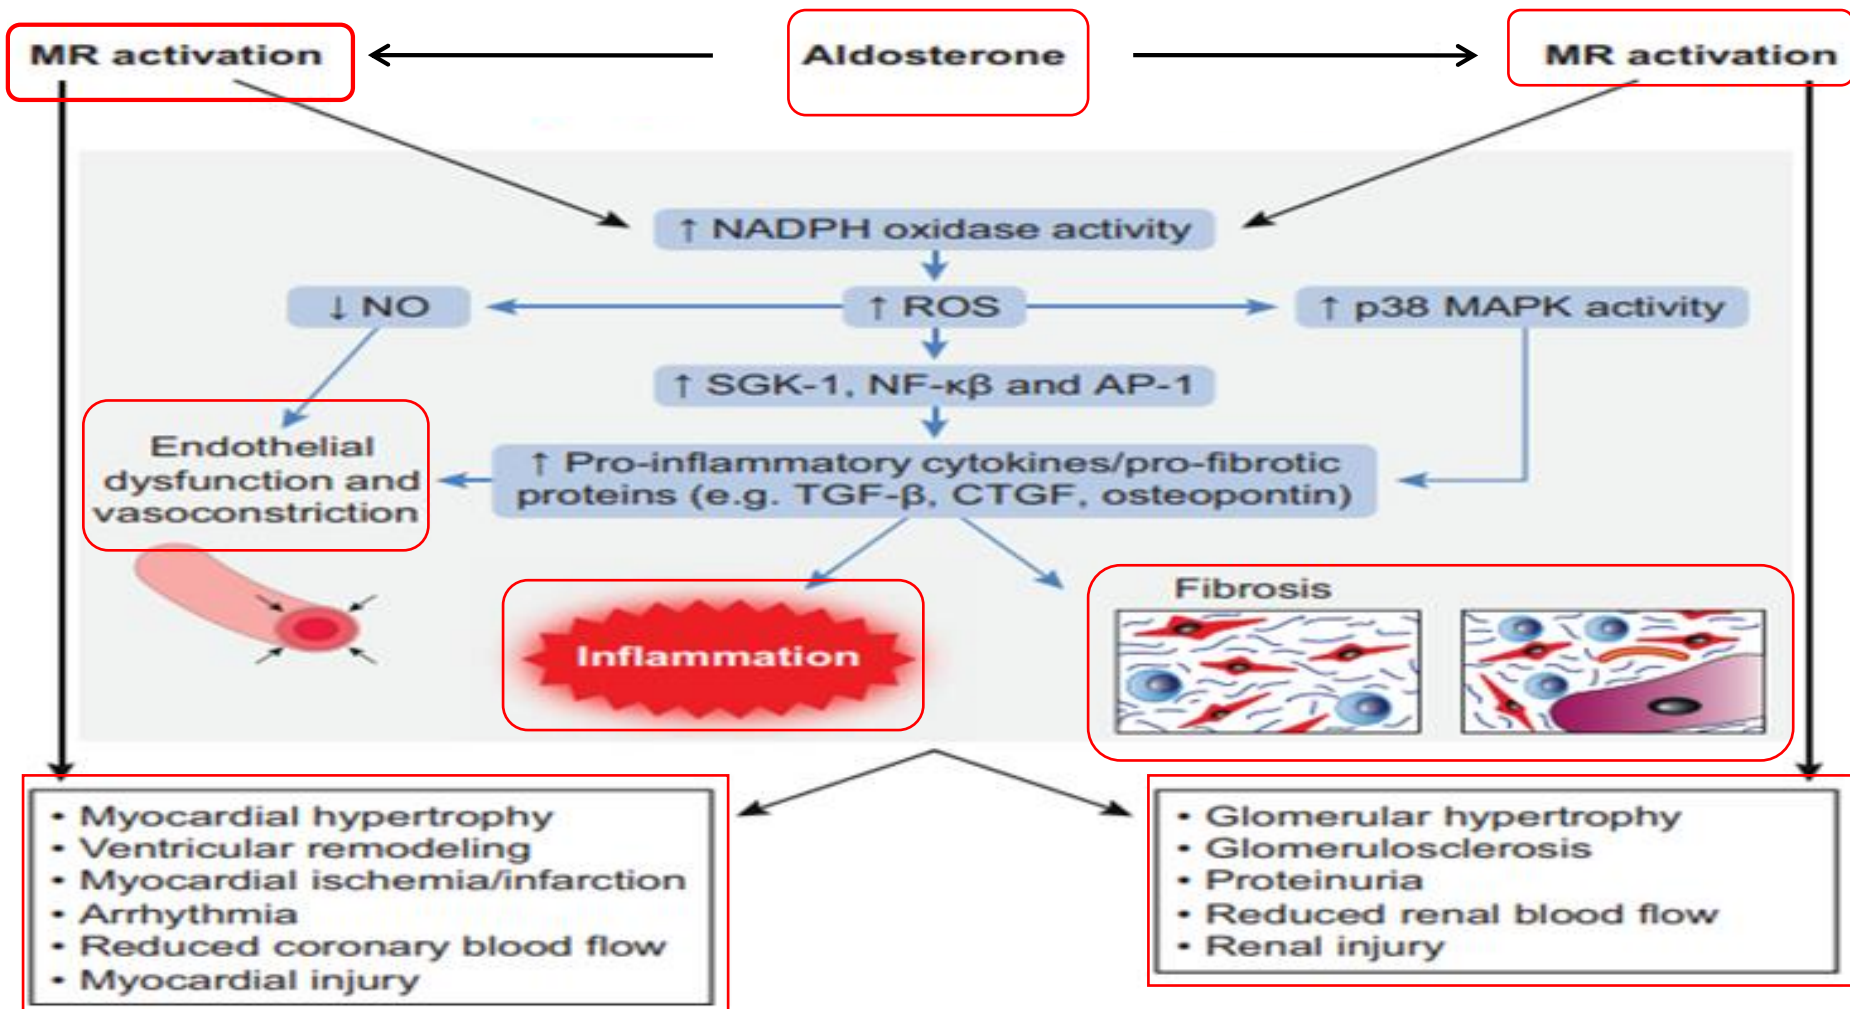 MR activation
Aldosterone
MR activation
↑ NADPH oxidase activity
↓ NO
↑ ROS
↑ p38 MAPK activity
↑ SGK-1, NF-κβ and AP-1
Endothelial
dysfunction and
vasoconstriction
↑ Pro-inflammatory cytokines/pro-fibrotic
proteins (e.g. TGF-β, CTGF, osteopontin)
Inflammation
Fibrosis
• Myocardial hypertrophy
• Ventricular remodeling
• Myocardial ischemia/infarction
• Arrhythmia
• Reduced coronary blood flow
• Myocardial injury
• Glomerular hypertrophy
• Glomerulosclerosis
• Proteinuria
• Reduced renal blood flow
• Renal injury